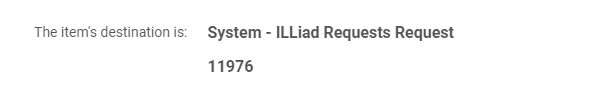 The item's destination is: System - ILLiad Requests Request
11976